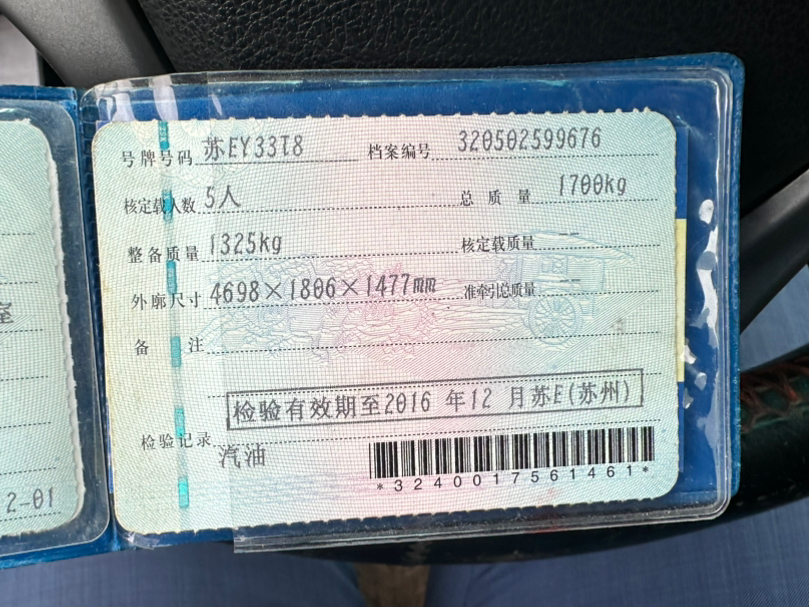 号牌号码 苏EY33T8 档案编号 320502599676
核定载人数 5人 总质量 1700kg
整备质量 1325kg 核定载质量 --
外廓尺寸 4698×1806×1477mm 准牵引总质量 --
备注
检验有效期至2016年12月苏E(苏州)
检验记录
汽油
*3240017561461*
2-01